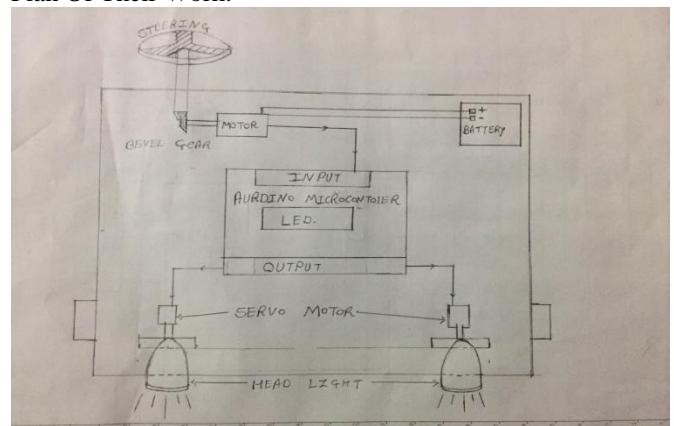 Plan Of Their Work.
STEERING
BEVEL GEAR
MOTOR
+
-
BATTERY
INPUT
AURDINO MICROCONTOLER
LED.
OUTPUT
SERVO MOTOR
HEAD LIGHT